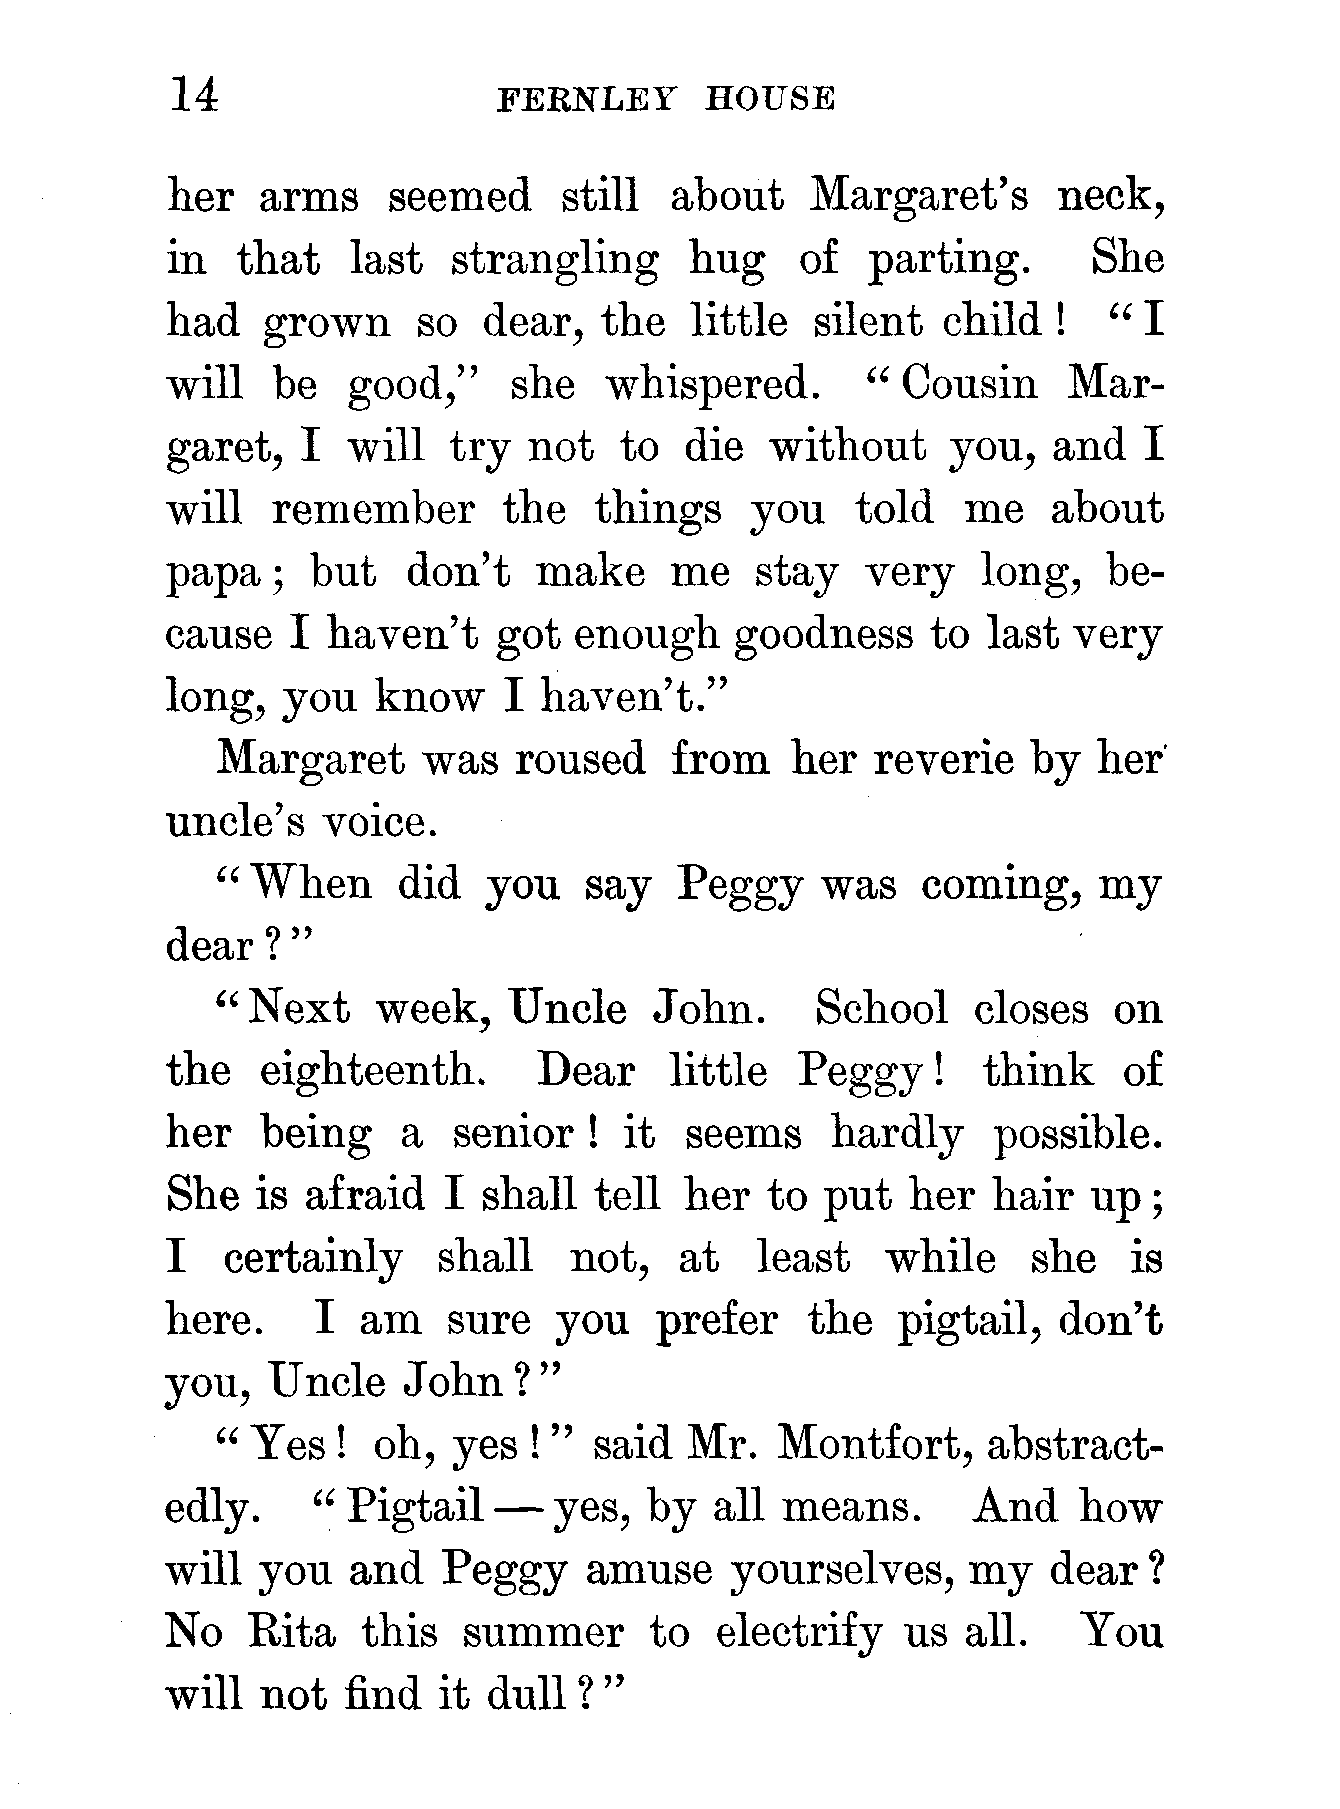 14 FERNLEY HOUSE
her arms seemed still about Margaret's neck,
in that last strangling hug of parting. She
had grown so dear, the little silent child! "I
will be good," she whispered. "Cousin Mar-
garet, I will try not to die without you, and I
will remember the things you told me about
papa; but don't make me stay very long, be-
cause I haven't got enough goodness to last very
long, you know I haven't."
Margaret was roused from her reverie by her
uncle's voice.
"When did you say Peggy was coming, my
dear?"
"Next week, Uncle John. School closes on
the eighteenth. Dear little Peggy! think of
her being a senior! it seems hardly possible.
She is afraid I shall tell her to put her hair up;
I certainly shall not, at least while she is
here. I am sure you prefer the pigtail, don't
you, Uncle John?"
"Yes! oh, yes!" said Mr. Montfort, abstract-
edly. "Pigtail — yes, by all means. And how
will you and Peggy amuse yourselves, my dear?
No Rita this summer to electrify us all. You
will not find it dull?"